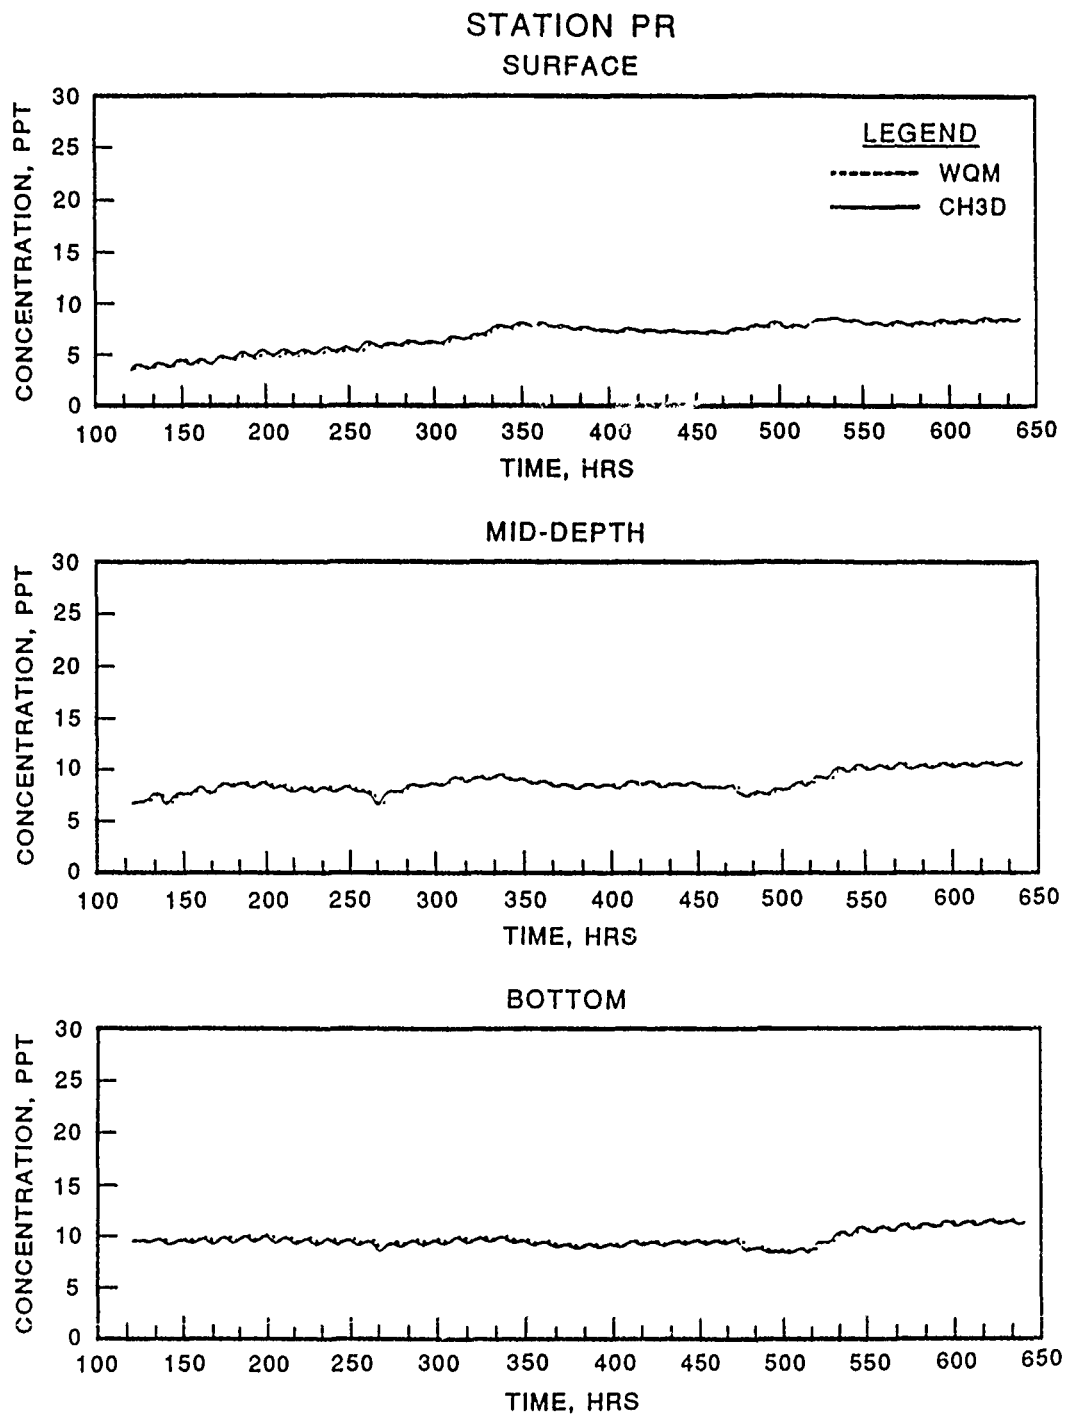 STATION PR
SURFACE
CONCENTRATION, PPT
30
25
20
15
10
5
0
LEGEND
WQM
CH3D
100 150 200 250 300 350 400 450 500 550 600 650
TIME, HRS
MID-DEPTH
CONCENTRATION, PPT
30
25
20
15
10
5
0
100 150 200 250 300 350 400 450 500 550 600 650
TIME, HRS
BOTTOM
CONCENTRATION, PPT
30
25
20
15
10
5
0
100 150 200 250 300 350 400 450 500 550 600 650
TIME, HRS